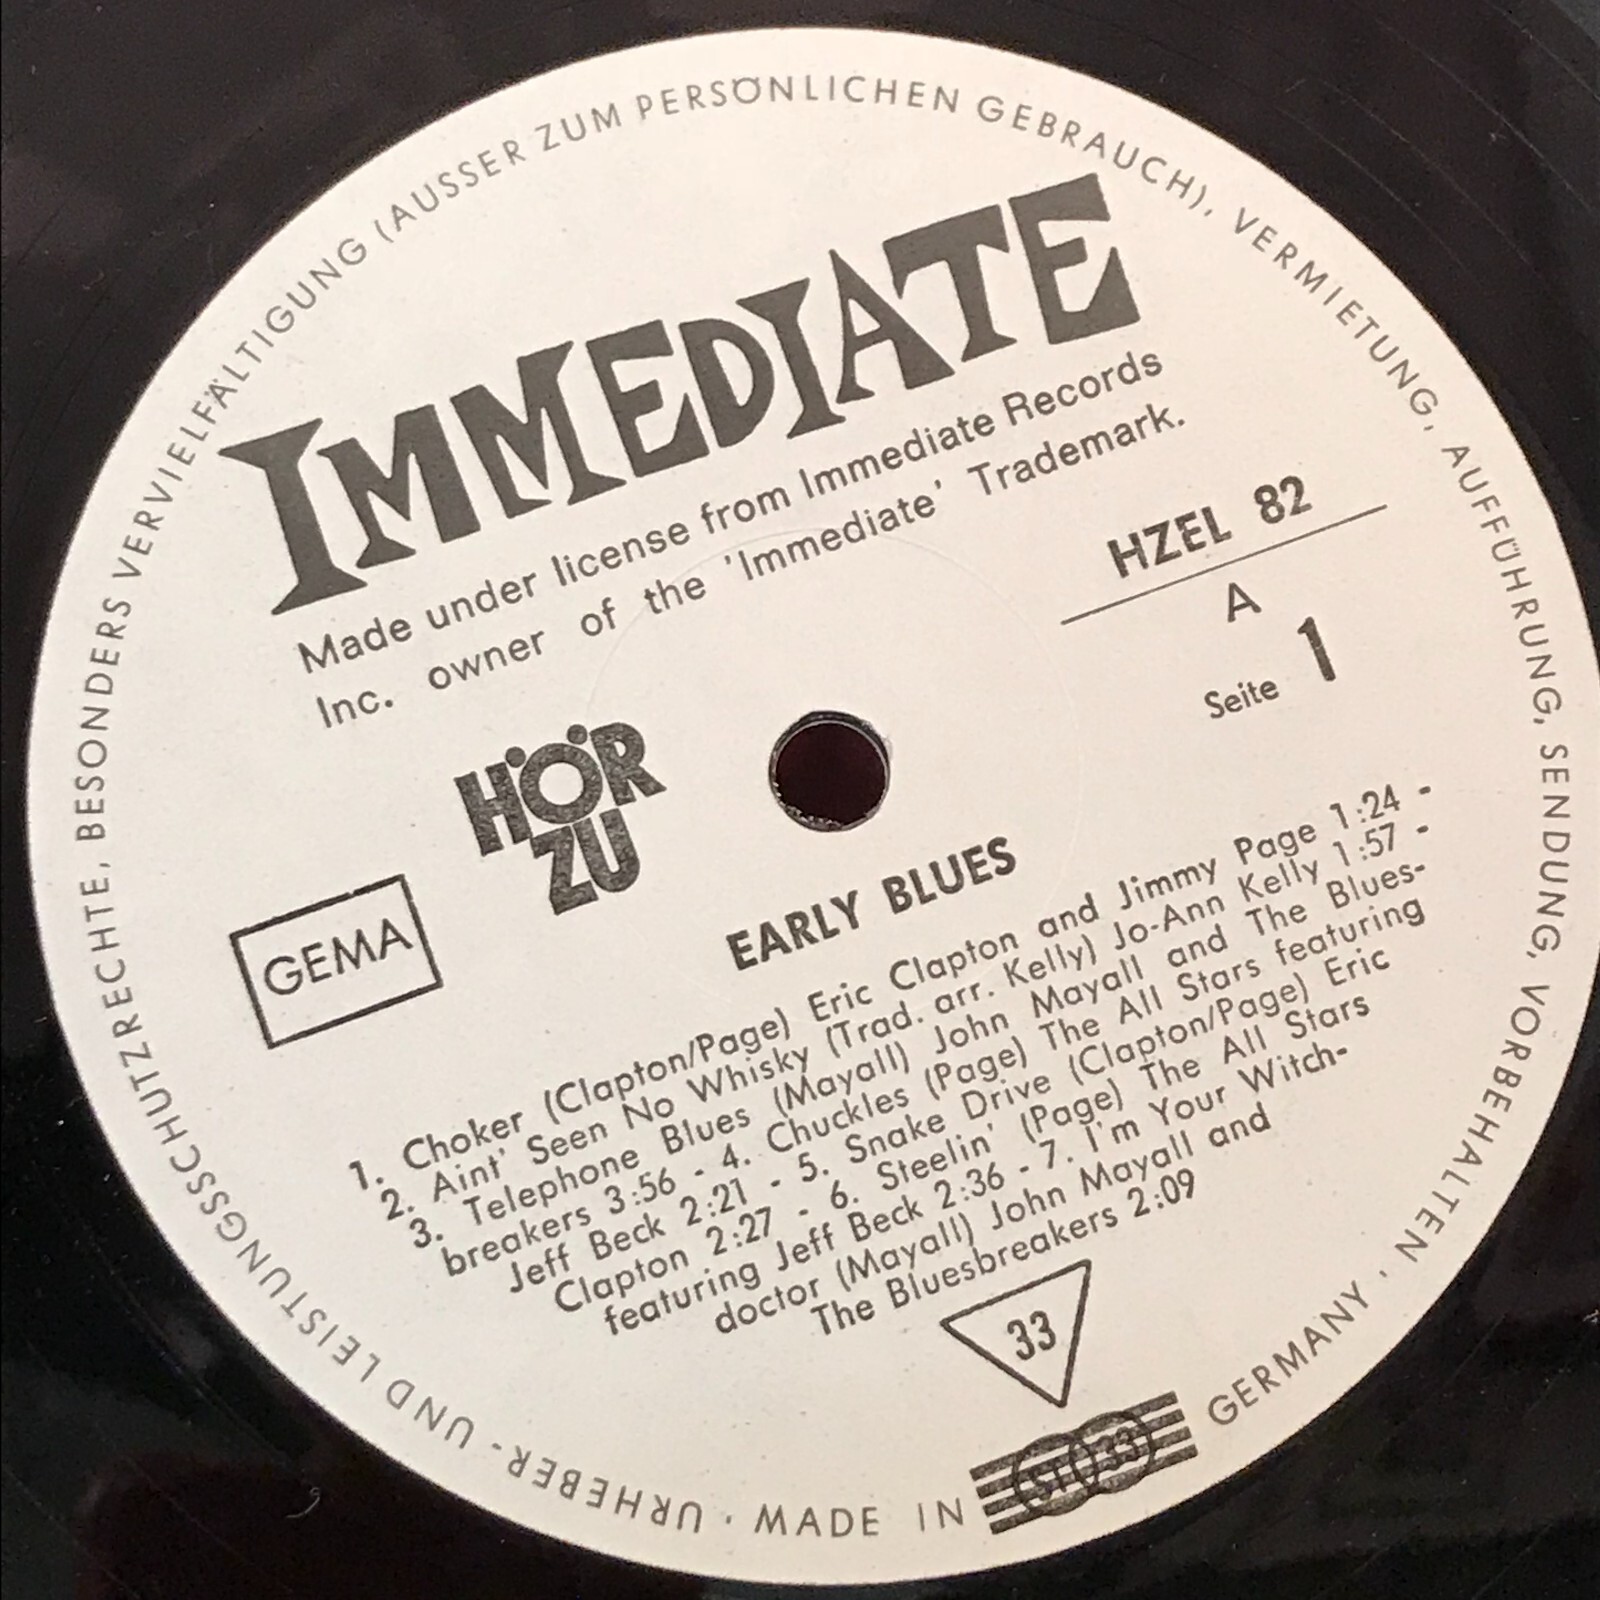 URHEBER- UND LEISTUNGSSCHUTZRECHTE, BESONDERS VERVIELFÄLTIGUNG (AUSSER ZUM PERSÖNLICHEN GEBRAUCH), VERMIETUNG, AUFFÜHRUNG, SENDUNG, VORBEHALTEN ·
IMMEDIATE
Made under license from Immediate Records
Inc. owner of the 'Immediate' Trademark.
HZEL 82
A
Seite 1
HÖR
ZU
GEMA
EARLY BLUES
1. Choker (Clapton/Page) Eric Clapton and Jimmy Page 1:24 -
2. Aint' Seen No Whisky (Trad. arr. Kelly) Jo-Ann Kelly 1:57 -
3. Telephone Blues (Mayall) John Mayall and The Blues-
breakers 3:56 - 4. Chuckles (Page) The All Stars featuring
Jeff Beck 2:21 - 5. Snake Drive (Clapton/Page) Eric
Clapton 2:27 - 6. Steelin' (Page) The All Stars
featuring Jeff Beck 2:36 - 7. I'm Your Witch-
doctor (Mayall) John Mayall and
The Bluesbreakers 2:09
33
ST 33
MADE IN GERMANY ·